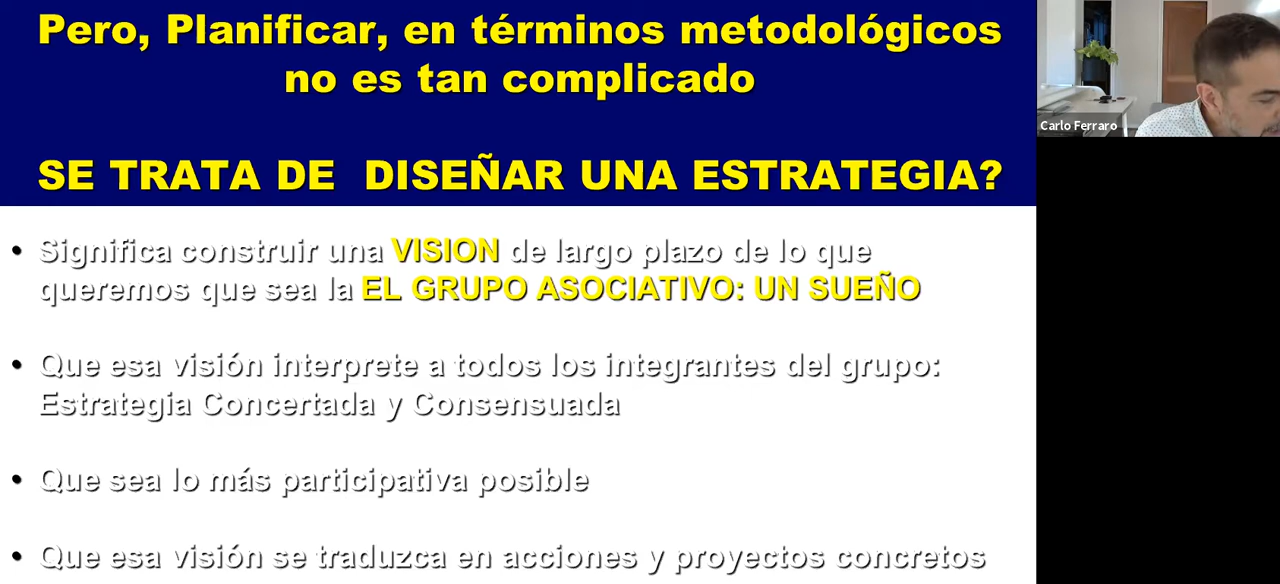 Pero, Planificar, en términos metodológicos
no es tan complicado
SE TRATA DE DISEÑAR UNA ESTRATEGIA?
• Significa construir una VISION de largo plazo de lo que
queremos que sea la EL GRUPO ASOCIATIVO: UN SUEÑO
• Que esa visión interprete a todos los integrantes del grupo:
Estrategia Concertada y Consensuada
• Que sea lo más participativa posible
• Que esa visión se traduzca en acciones y proyectos concretos
Carlo Ferraro